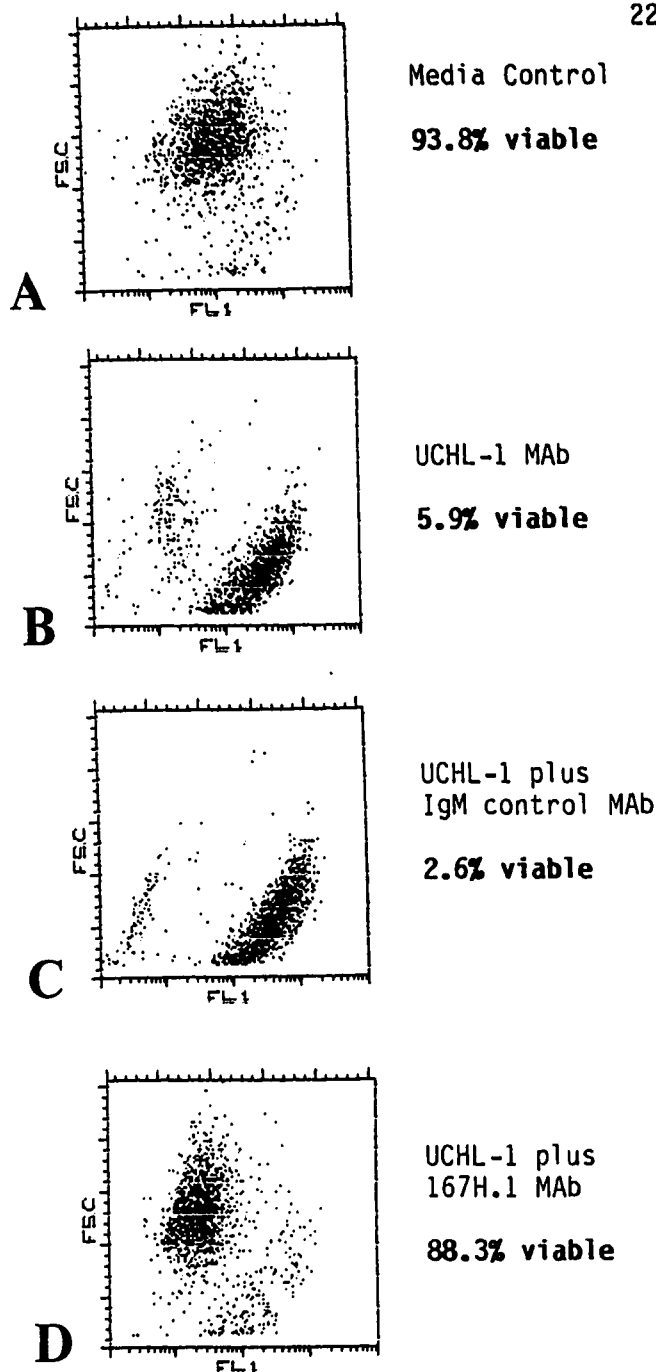 22
Media Control
93.8% viable
FSC
A
FL1
UCHL-1 MAb
5.9% viable
FSC
B
FL1
UCHL-1 plus
IgM control MAb
2.6% viable
FSC
C
FL1
UCHL-1 plus
167H.1 MAb
88.3% viable
FSC
D
FL1